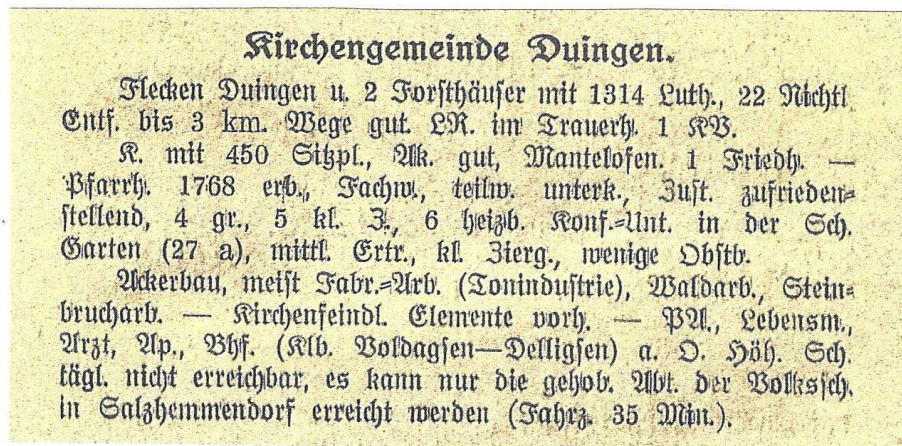 Kirchengemeinde Duingen.
Flecken Duingen u. 2 Forsthäuser mit 1314 Luth., 22 Nichtl.
Entf. bis 3 km. Wege gut. LR. im Trauerh. 1 KV.
K. mit 450 Sitzpl., Ak. gut, Mantelofen. 1 Friedh. —
Pfarrh. 1768 erb., Fachw., teilw. unterk., Zust. zufrieden=
stellend, 4 gr., 5 kl. Z., 6 heizb. Konf.=Unt. in der Sch.
Garten (27 a), mittl. Ertr., kl. Zierg., wenige Obstb.
Ackerbau, meist Fabr.=Arb. (Tonindustrie), Waldarb., Stein=
brucharb. — Kirchenfeindl. Elemente vorh. — PA., Lebensm.,
Arzt, Ap., Bhf. (Klb. Voldagsen—Delligsen) a. O. Höh. Sch.
tägl. nicht erreichbar, es kann nur die gehob. Abt. der Volkssch.
in Salzhemmendorf erreicht werden (Fahrz. 35 Min.).